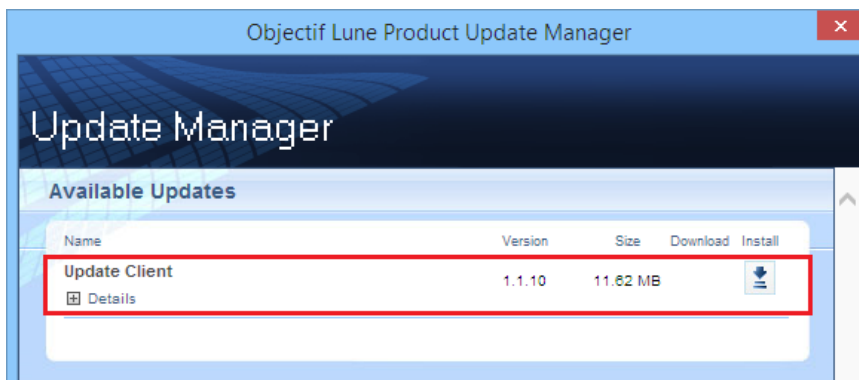 Objectif Lune Product Update Manager
Update Manager
Available Updates
Name Version Size Download Install
Update Client 1.1.10 11.62 MB
Details